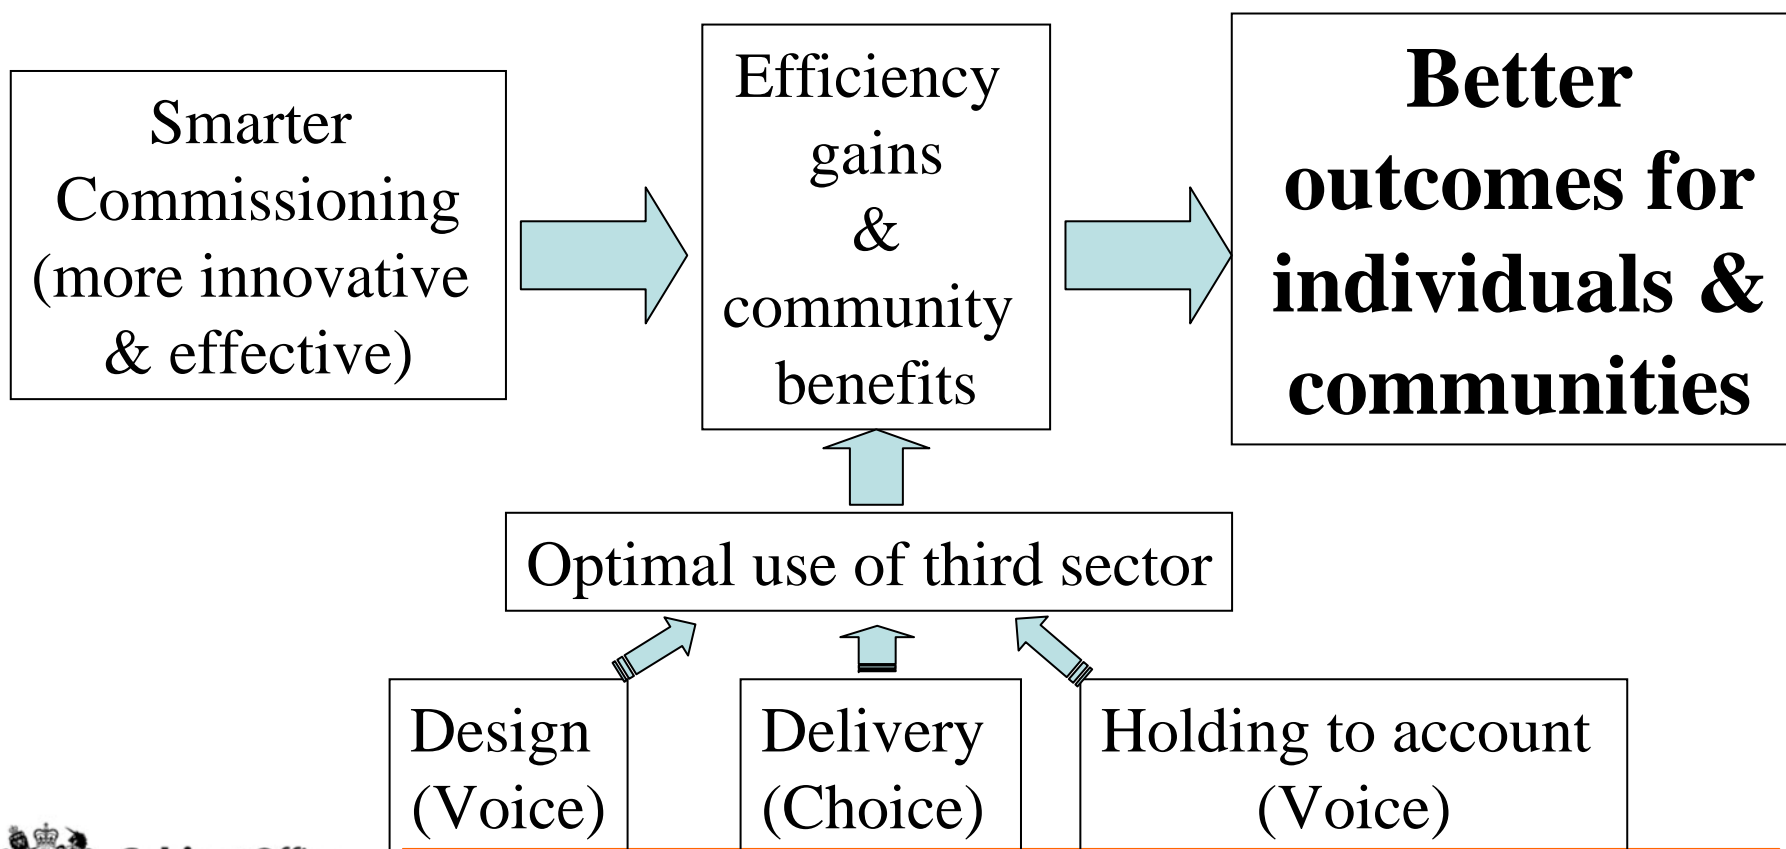 Smarter
Commissioning
(more innovative
& effective)
Efficiency
gains
&
community
benefits
Better
outcomes for
individuals &
communities
Optimal use of third sector
Design
(Voice)
Delivery
(Choice)
Holding to account
(Voice)